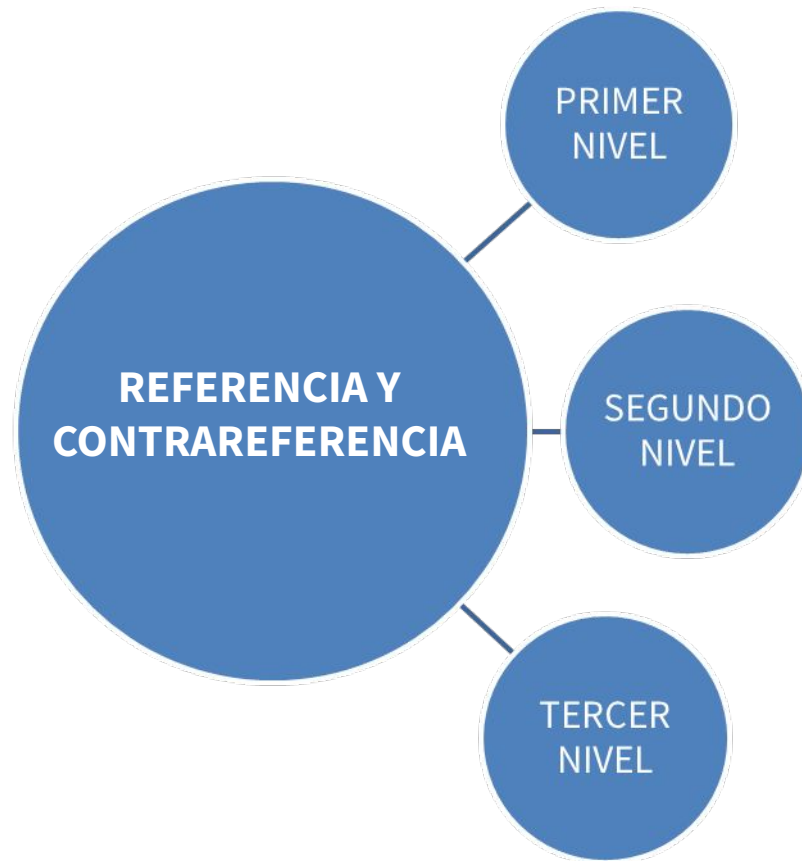 PRIMER
NIVEL
REFERENCIA Y
CONTRAREFERENCIA
SEGUNDO
NIVEL
TERCER
NIVEL